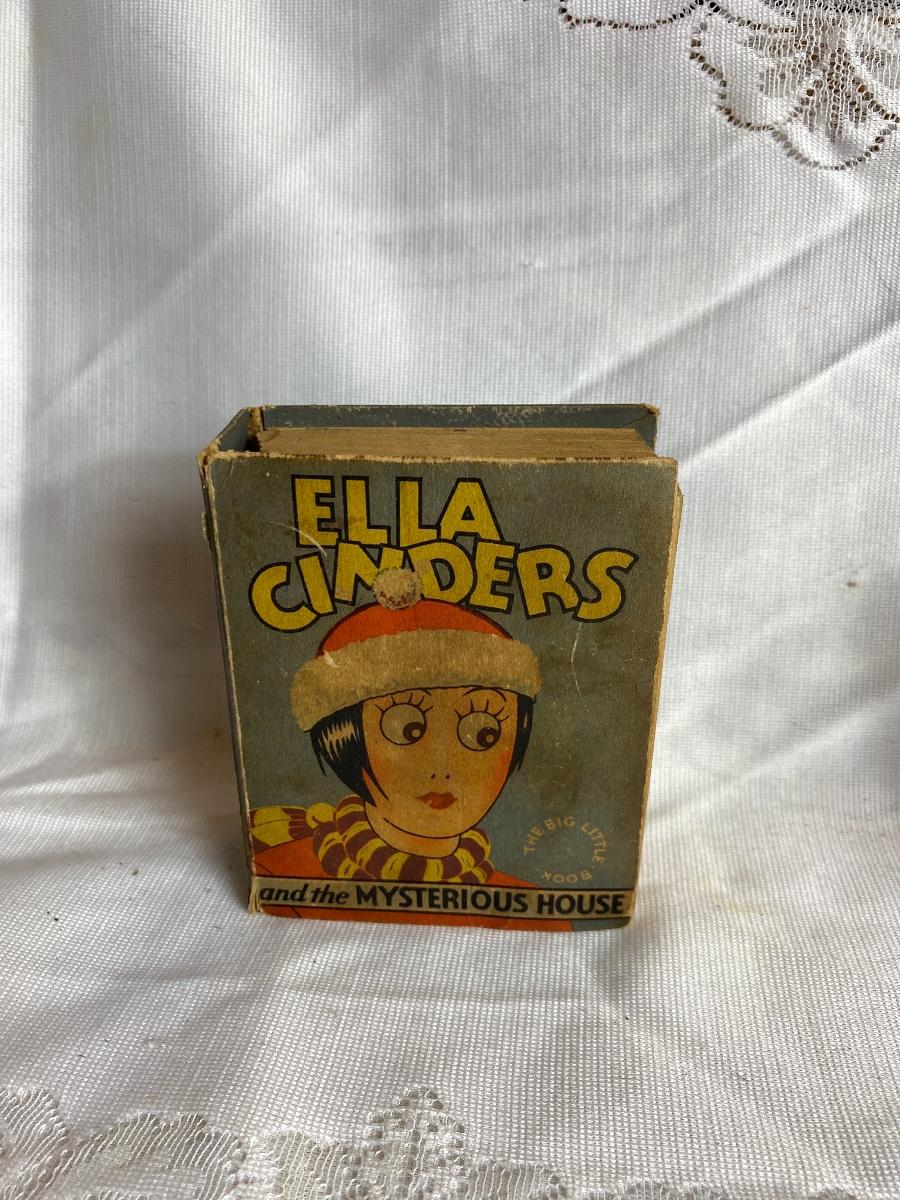 ELLA
CINDERS
THE BIG LITTLE BOOK
and the MYSTERIOUS HOUSE